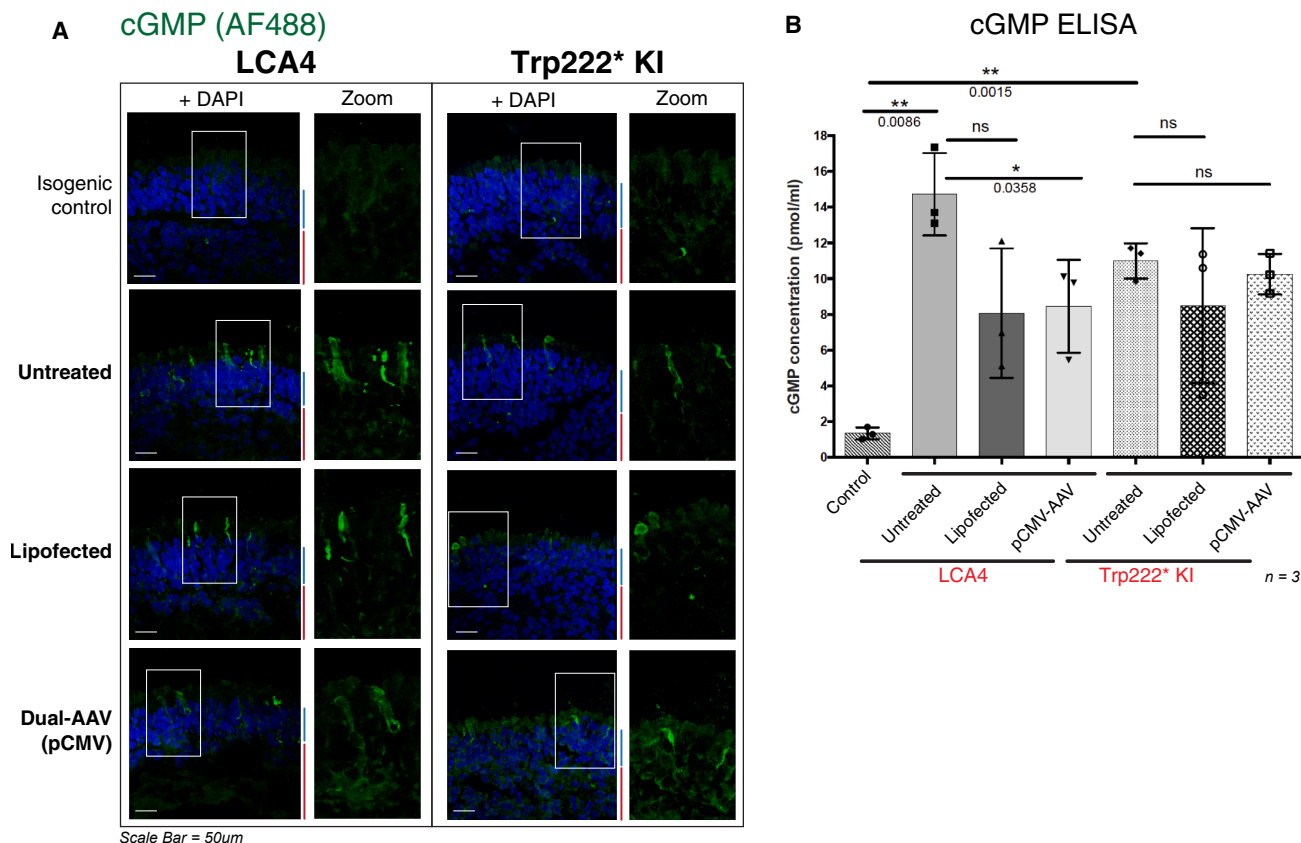 A
cGMP (AF488)
LCA4
Trp222* KI
+ DAPI
Zoom
+ DAPI
Zoom
Isogenic
control
Untreated
Lipofected
Dual-AAV
(pCMV)
Scale Bar = 50um
B
cGMP ELISA
**
0.0015
**
0.0086
ns
ns
*
0.0358
ns
cGMP concentration (pmol/ml)
18
16
14
12
10
8
6
4
2
0
Control
Untreated
Lipofected
pCMV-AAV
Untreated
Lipofected
pCMV-AAV
LCA4
Trp222* KI
n = 3